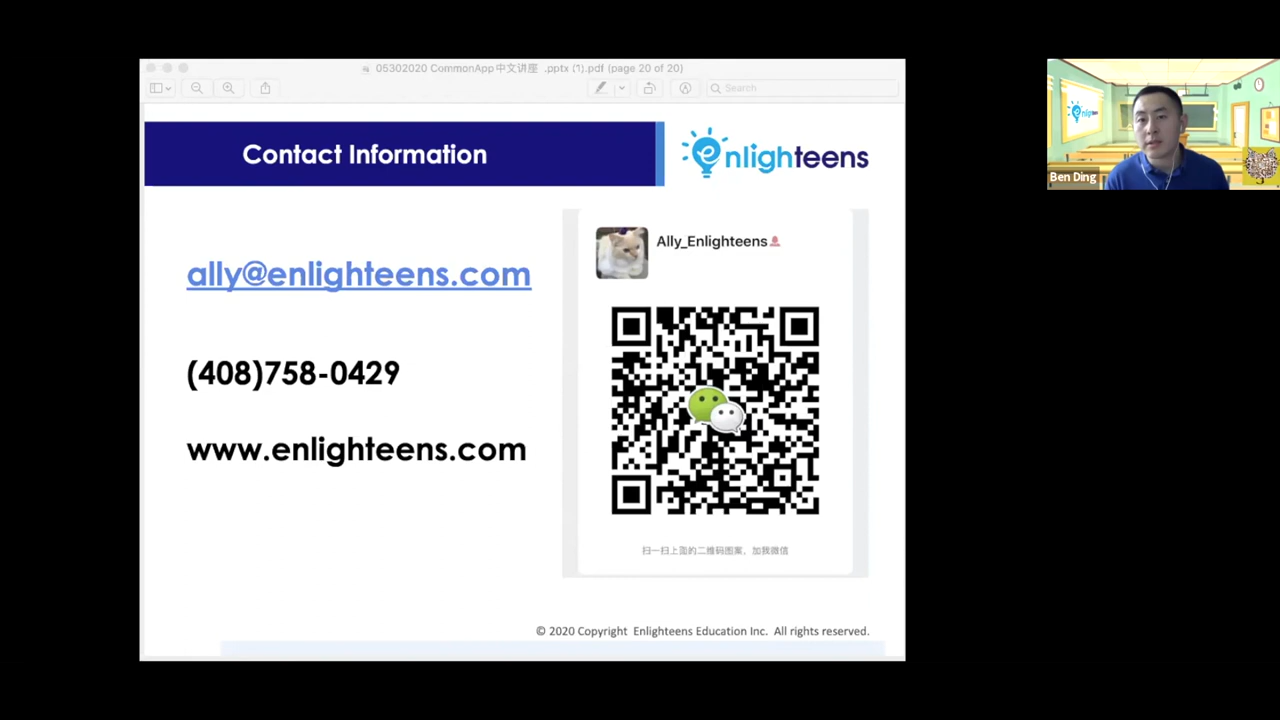 05302020 CommonApp中文讲座 .pptx (1).pdf (page 20 of 20)
Search
Contact Information
enlighteens
ally@enlighteens.com
(408)758-0429
www.enlighteens.com
Ally_Enlighteens
扫一扫上面的二维码图案，加我微信
© 2020 Copyright Enlighteens Education Inc. All rights reserved.
enlighteens
Ben Ding